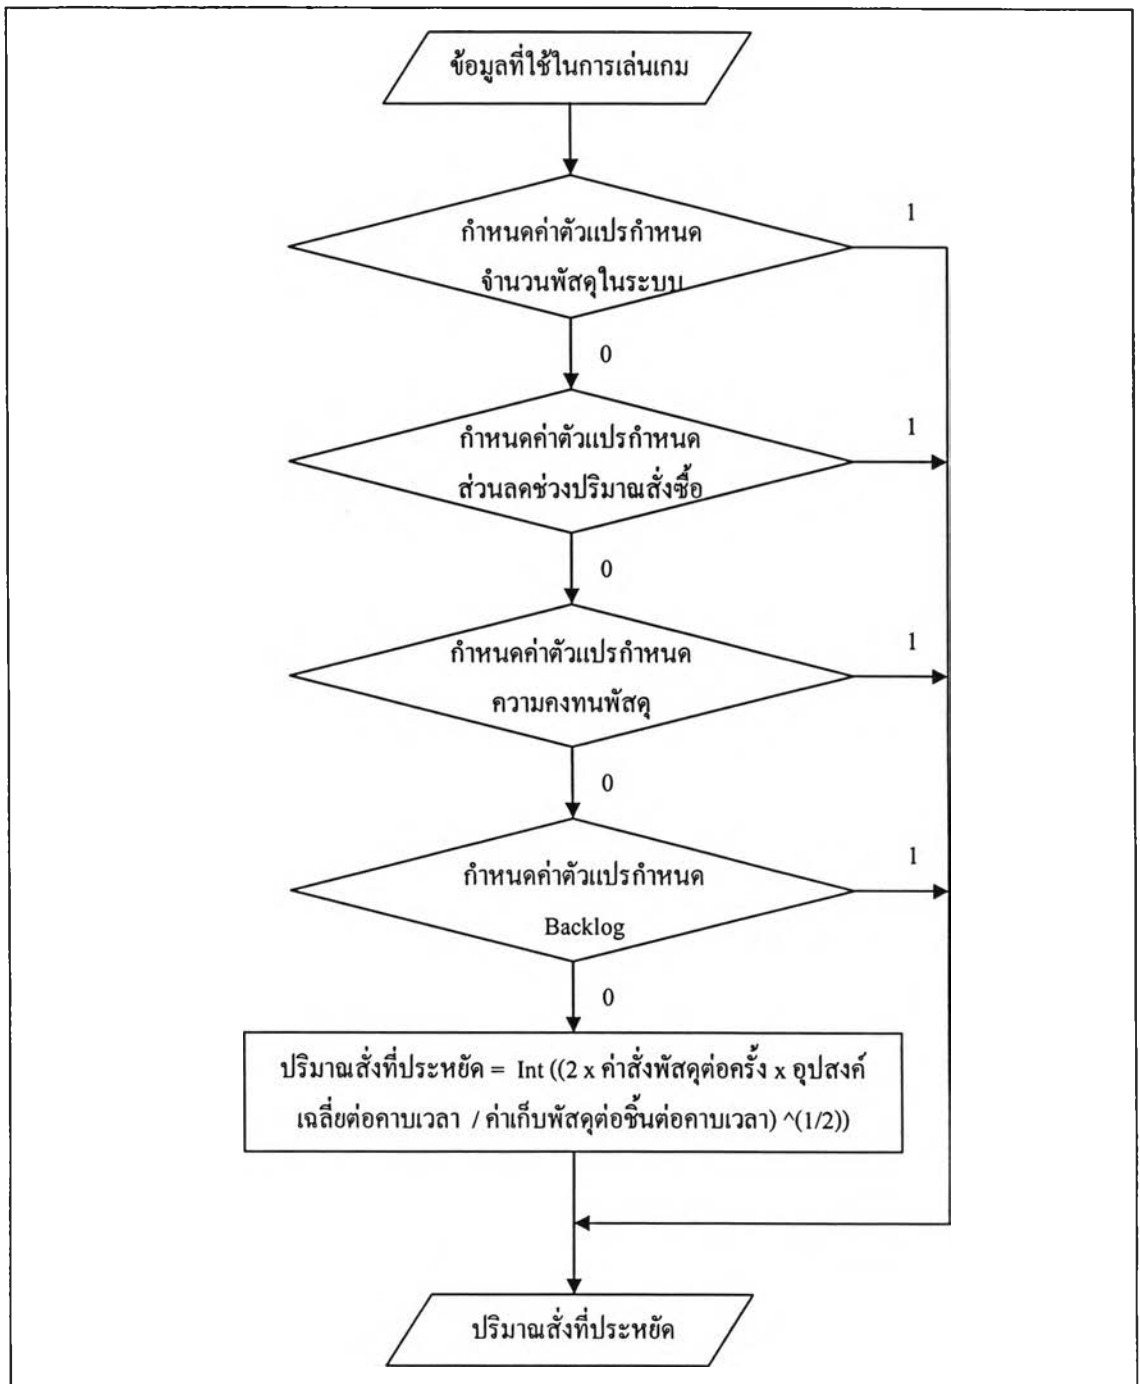 ข้อมูลที่ใช้ในการเล่นเกม
1
กำหนดค่าตัวแปรกำหนด
จำนวนพัสดุในระบบ
0
1
กำหนดค่าตัวแปรกำหนด
ส่วนลดช่วงปริมาณสั่งซื้อ
0
1
กำหนดค่าตัวแปรกำหนด
ความคงทนพัสดุ
0
1
กำหนดค่าตัวแปรกำหนด
Backlog
0
ปริมาณสั่งที่ประหยัด = Int ((2 x ค่าสั่งพัสดุต่อครั้ง x อุปสงค์
เฉลี่ยต่อคาบเวลา / ค่าเก็บพัสดุต่อชิ้นต่อคาบเวลา) ^(1/2))
ปริมาณสั่งที่ประหยัด